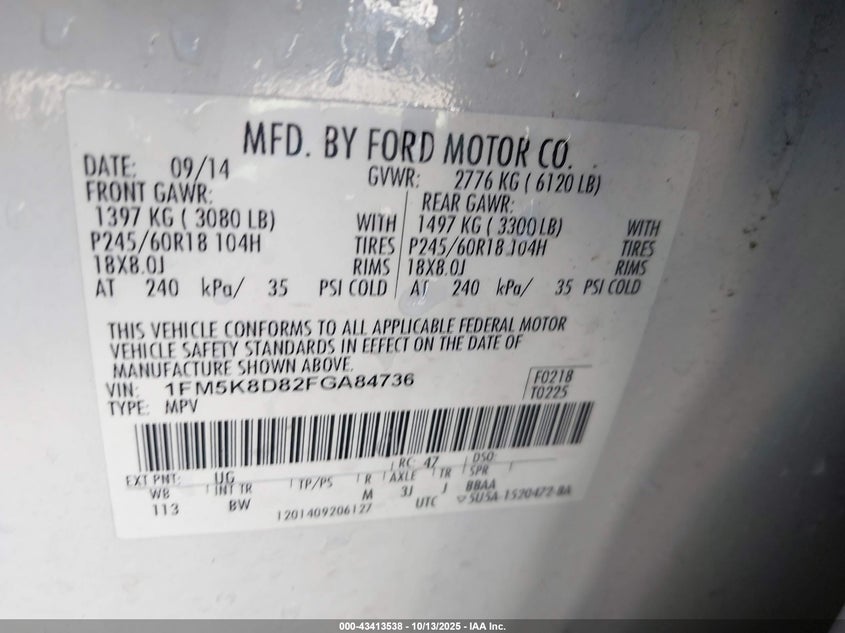 MFD. BY FORD MOTOR CO.
DATE: 09/14 GVWR: 2776 KG ( 6120 LB)
FRONT GAWR: REAR GAWR:
1397 KG ( 3080 LB) WITH 1497 KG ( 3300 LB) WITH
P245/60R18 104H TIRES P245/60R18 104H TIRES
18X8.0J RIMS 18X8.0J RIMS
AT 240 kPa/ 35 PSI COLD AT 240 kPa/ 35 PSI COLD
THIS VEHICLE CONFORMS TO ALL APPLICABLE FEDERAL MOTOR
VEHICLE SAFETY STANDARDS IN EFFECT ON THE DATE OF
MANUFACTURE SHOWN ABOVE.
VIN: 1FM5K8D82FGA84736 F0218
TYPE: MPV T0225
RC: 47 DSO:
EXT PNT: UG
WB INT TR TP/PS R AXLE TR SPR
113 BW M 3J J BBAA
1201409206127 UTC 5U5A-1520472-BA
000-43413538 - 10/13/2025 - IAA Inc.